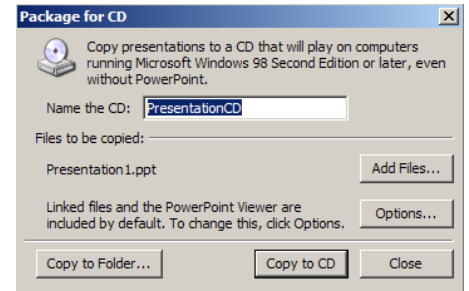 Package for CD
Copy presentations to a CD that will play on computers
running Microsoft Windows 98 Second Edition or later, even
without PowerPoint.
Name the CD: PresentationCD
Files to be copied:
Presentation1.ppt
Add Files...
Linked files and the PowerPoint Viewer are
included by default. To change this, click Options.
Options...
Copy to Folder...
Copy to CD
Close